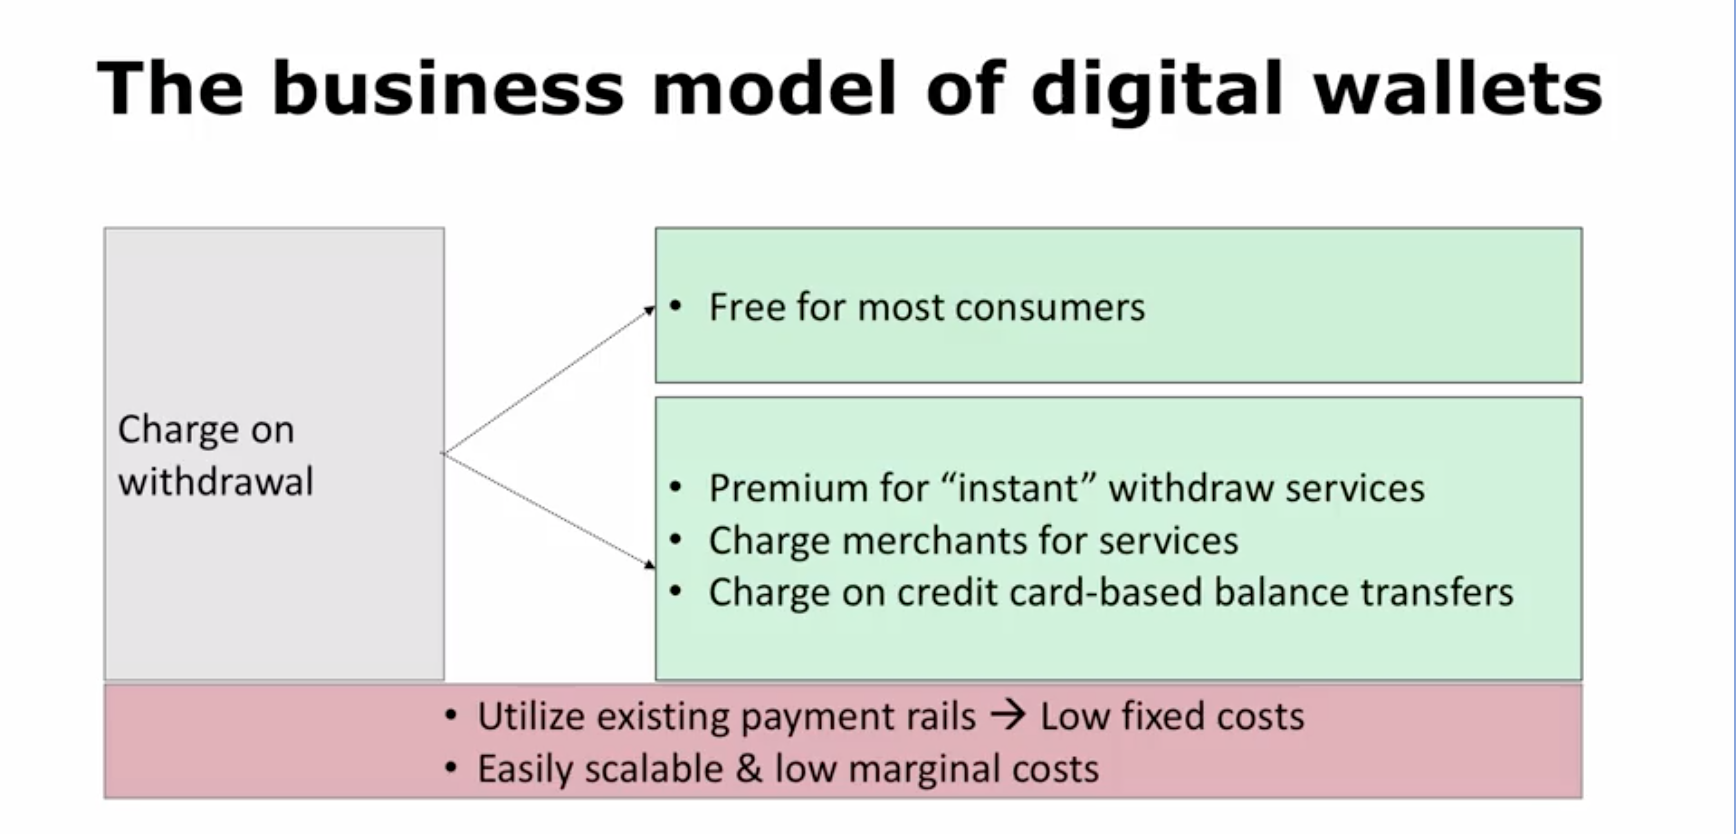 The business model of digital wallets
Charge on
withdrawal
• Free for most consumers
• Premium for “instant” withdraw services
• Charge merchants for services
• Charge on credit card-based balance transfers
• Utilize existing payment rails → Low fixed costs
• Easily scalable & low marginal costs